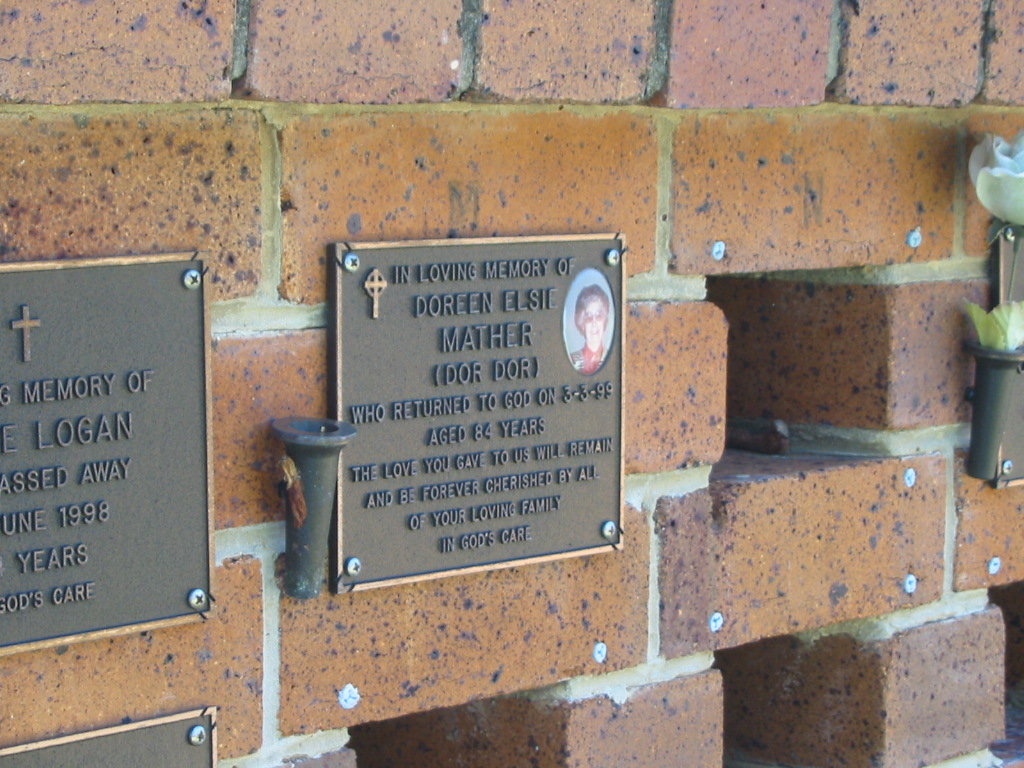 G MEMORY OF
E LOGAN
ASSED AWAY
UNE 1998
YEARS
GOD'S CARE
IN LOVING MEMORY OF
DOREEN ELSIE
MATHER
(DOR DOR)
WHO RETURNED TO GOD ON 3-3-99
AGED 84 YEARS
THE LOVE YOU GAVE TO US WILL REMAIN
AND BE FOREVER CHERISHED BY ALL
OF YOUR LOVING FAMILY
IN GOD'S CARE
M
N